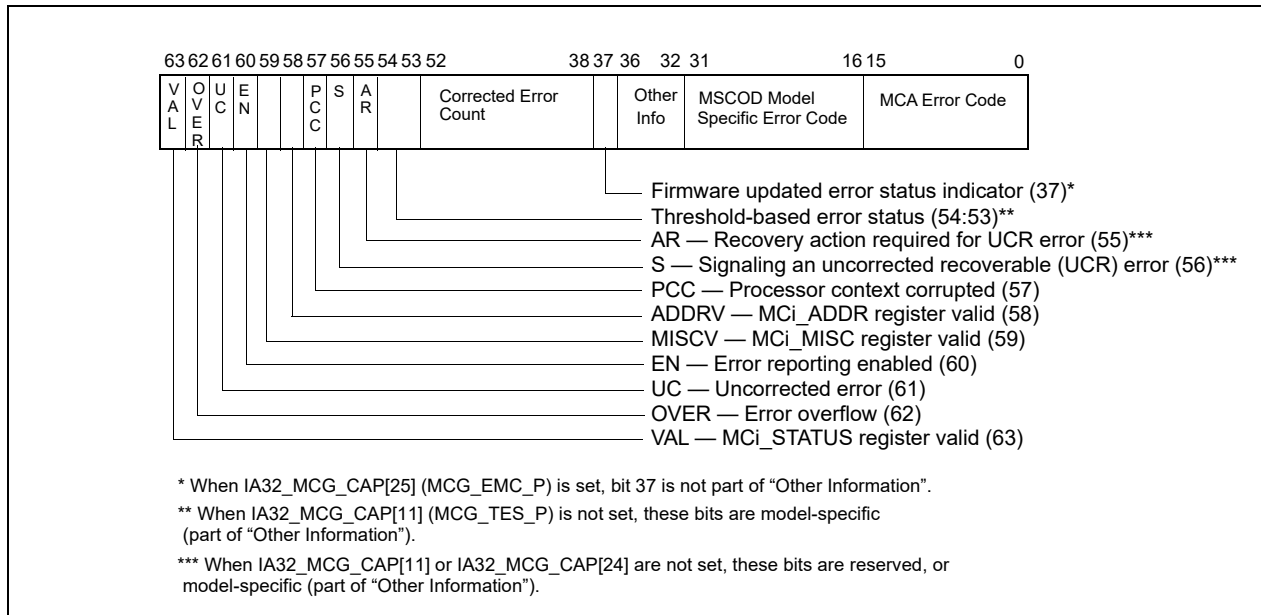 63 62 61 60 59 58 57 56 55 54 53 52 38 37 36 32 31 16 15 0
VAL
OVER
UC
EN
PCC
S
AR
Corrected Error
Count
Other
Info
MSCOD Model
Specific Error Code
MCA Error Code
Firmware updated error status indicator (37)*
Threshold-based error status (54:53)**
AR — Recovery action required for UCR error (55)***
S — Signaling an uncorrected recoverable (UCR) error (56)***
PCC — Processor context corrupted (57)
ADDRV — MCi_ADDR register valid (58)
MISCV — MCi_MISC register valid (59)
EN — Error reporting enabled (60)
UC — Uncorrected error (61)
OVER — Error overflow (62)
VAL — MCi_STATUS register valid (63)
* When IA32_MCG_CAP[25] (MCG_EMC_P) is set, bit 37 is not part of “Other Information”.
** When IA32_MCG_CAP[11] (MCG_TES_P) is not set, these bits are model-specific
(part of “Other Information”).
*** When IA32_MCG_CAP[11] or IA32_MCG_CAP[24] are not set, these bits are reserved, or
model-specific (part of “Other Information”).